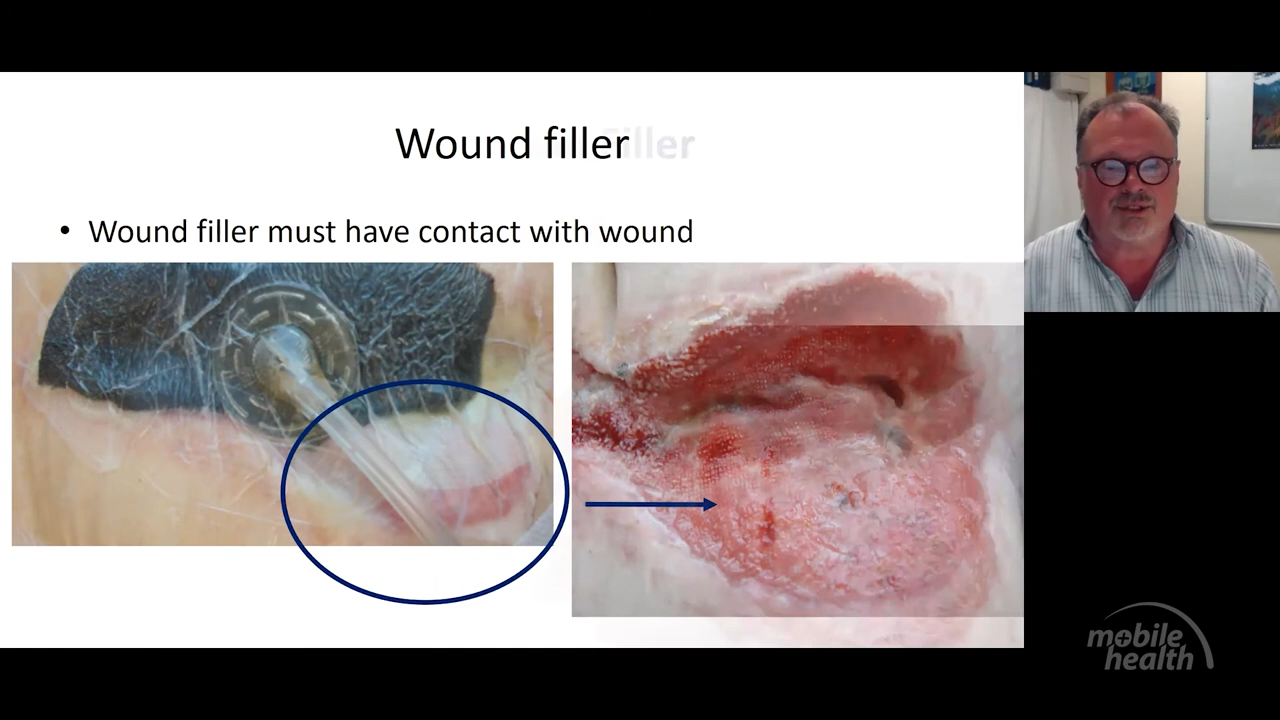 Wound filler
• Wound filler must have contact with wound
mobile
health